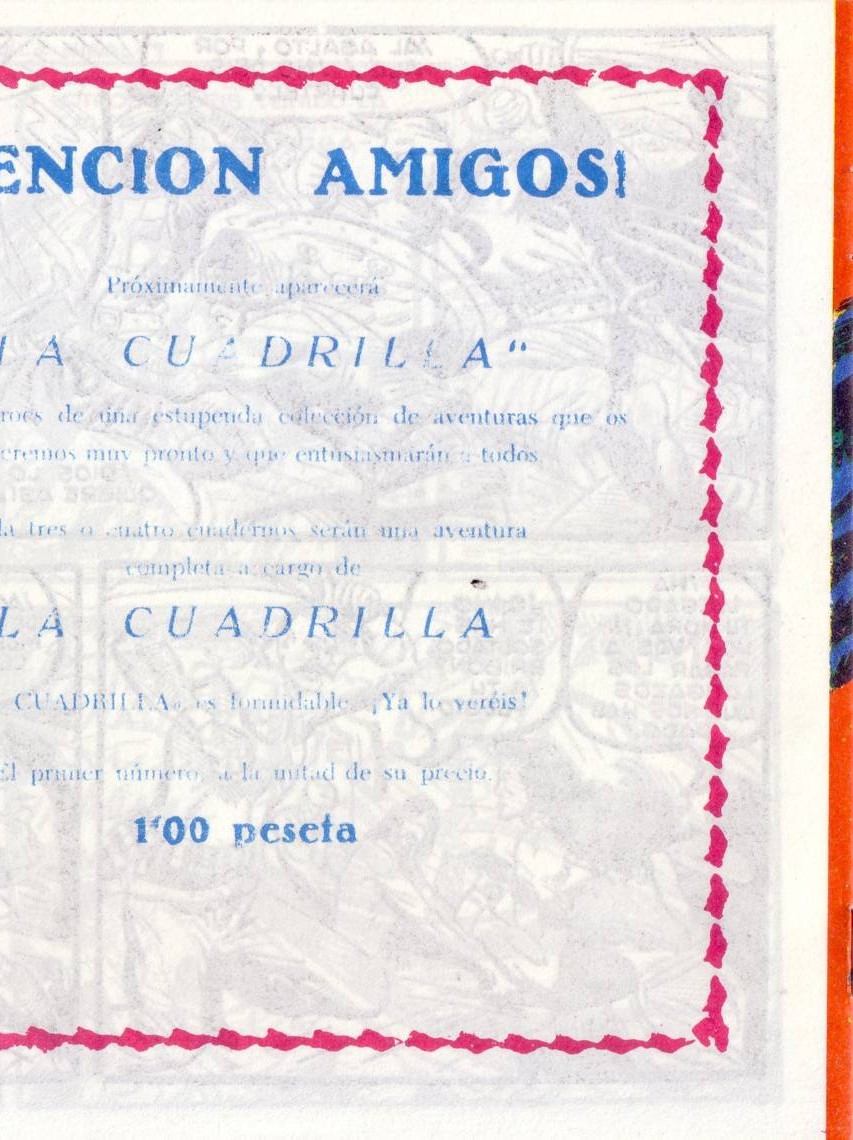 ENCION AMIGOS!
Próximamente aparecerá
LA CUADRILLA"
roes de una estupenda colección de aventuras que os
eremos muy pronto y que entusiasmarán a todos.
da tres o cuatro cuadernos serán una aventura
completa a cargo de
LA CUADRILLA
CUADRILLA» es formidable. ¡Ya lo veréis!
El primer número, a la mitad de su precio.
1'00 peseta